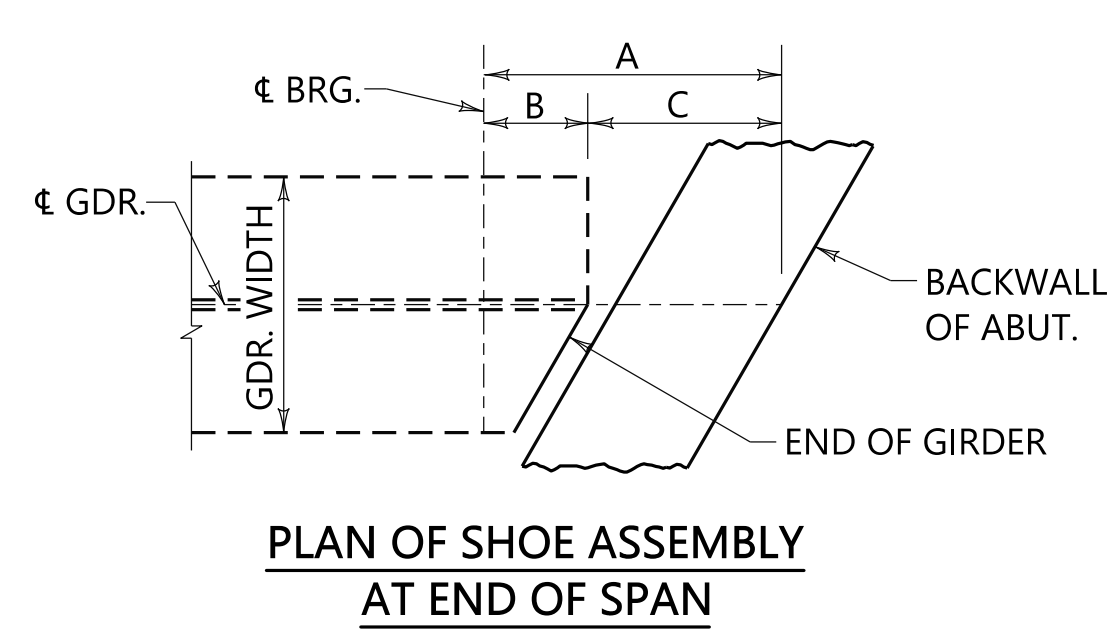 A
℄ BRG.
B
C
℄ GDR.
GDR. WIDTH
BACKWALL
OF ABUT.
END OF GIRDER
PLAN OF SHOE ASSEMBLY
AT END OF SPAN